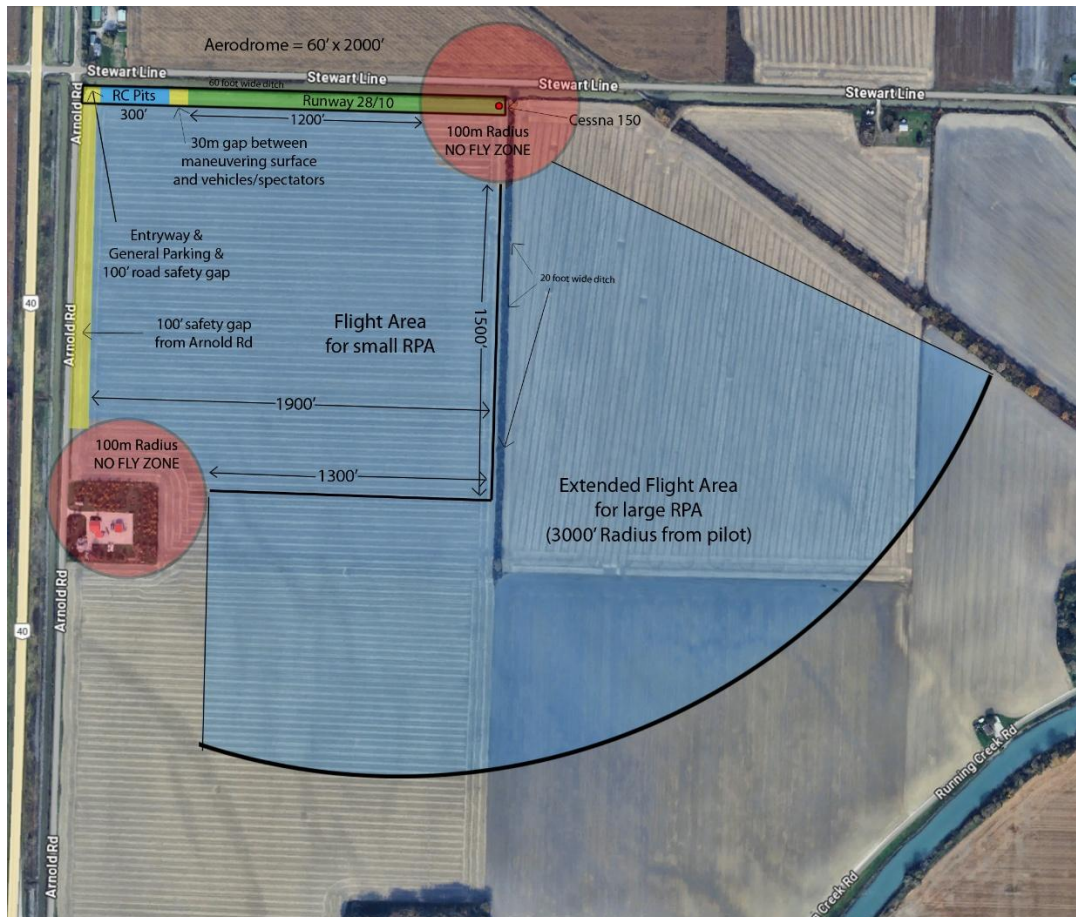 Aerodrome = 60' x 2000'
Stewart Line
60 foot wide ditch
Stewart Line
Stewart Line
Stewart Line
RC Pits
Runway 28/10
Cessna 150
300'
1200'
100m Radius
NO FLY ZONE
30m gap between
maneuvering surface
and vehicles/spectators
Arnold Rd
Entryway &
General Parking &
100' road safety gap
20 foot wide ditch
40
Arnold Rd
100' safety gap
from Arnold Rd
Flight Area
for small RPA
1500'
1900'
100m Radius
NO FLY ZONE
1300'
Extended Flight Area
for large RPA
(3000' Radius from pilot)
Arnold Rd
40
Running Creek Rd
Arnold Rd
Creek Rd